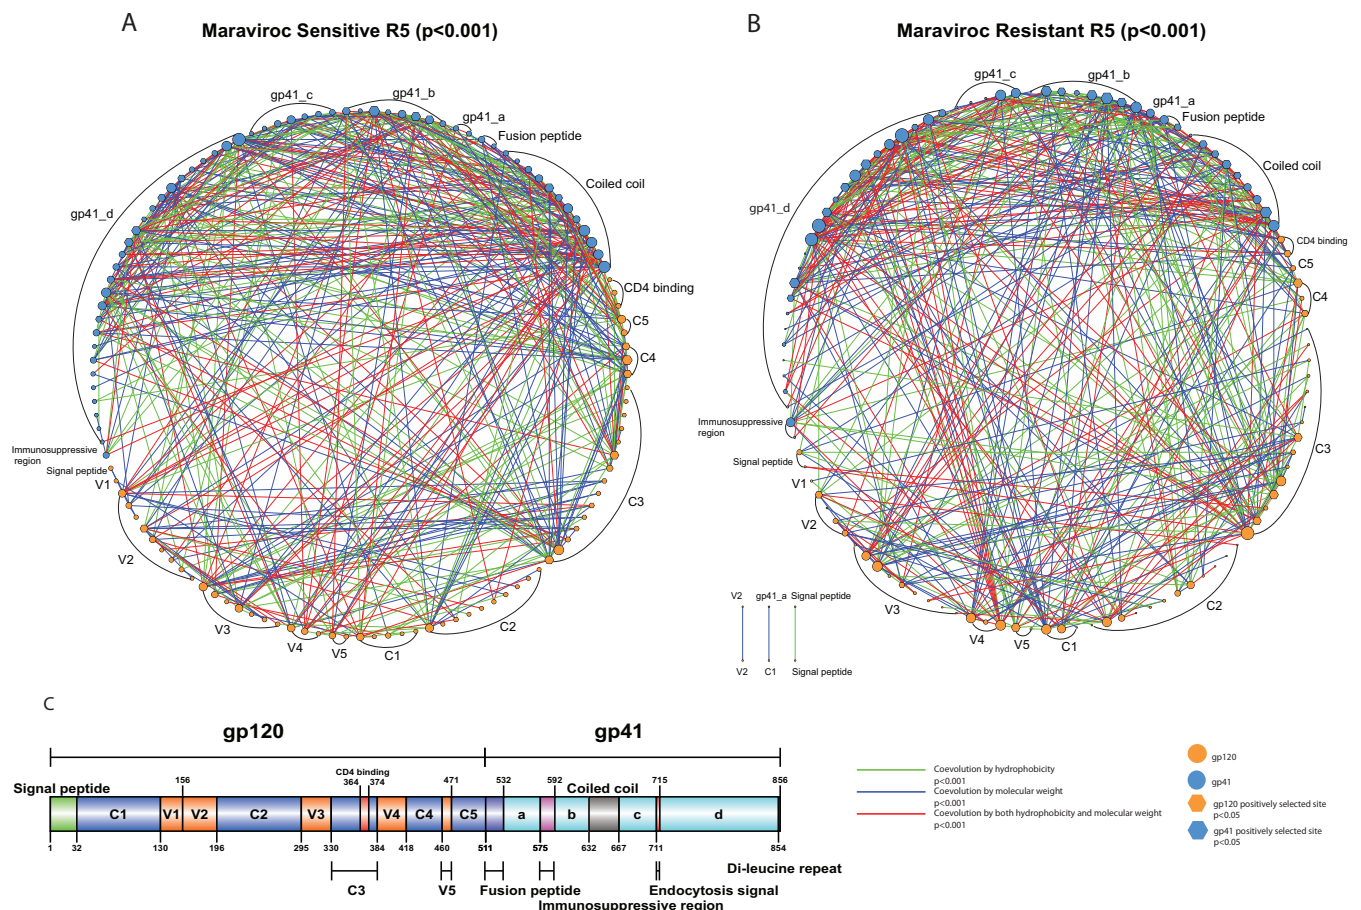 A
Maraviroc Sensitive R5 (p<0.001)
gp41_c
gp41_b
gp41_a
Fusion peptide
Coiled coil
gp41_d
CD4 binding
C5
C4
Immunosuppressive
region
Signal peptide
V1
C3
V2
V3
C2
V4
V5
C1
B
Maraviroc Resistant R5 (p<0.001)
gp41_c
gp41_b
gp41_a
Fusion peptide
Coiled coil
gp41_d
CD4 binding
C5
C4
Immunosuppressive
region
C3
Signal peptide
V1
V2
V3
C2
V4
V5
C1
V2 gp41_a Signal peptide
V2 C1 Signal peptide
C
gp120 gp41
CD4 binding
156 364 374 471 532 592 715 856
Signal peptide Coiled coil
C1 V1 V2 C2 V3 V4 C4 C5 a b c d
1 32 130 196 295 330 384 418 460 511 575 632 667 711 854
Di-leucine repeat
C3 V5 Fusion peptide Endocytosis signal
Immunosuppressive region
Coevolution by hydrophobicity
p<0.001
Coevolution by molecular weight
p<0.001
Coevolution by both hydrophobicity and molecular weight
p<0.001
gp120
gp41
gp120 positively selected site
p<0.05
gp41 positively selected site
p<0.05